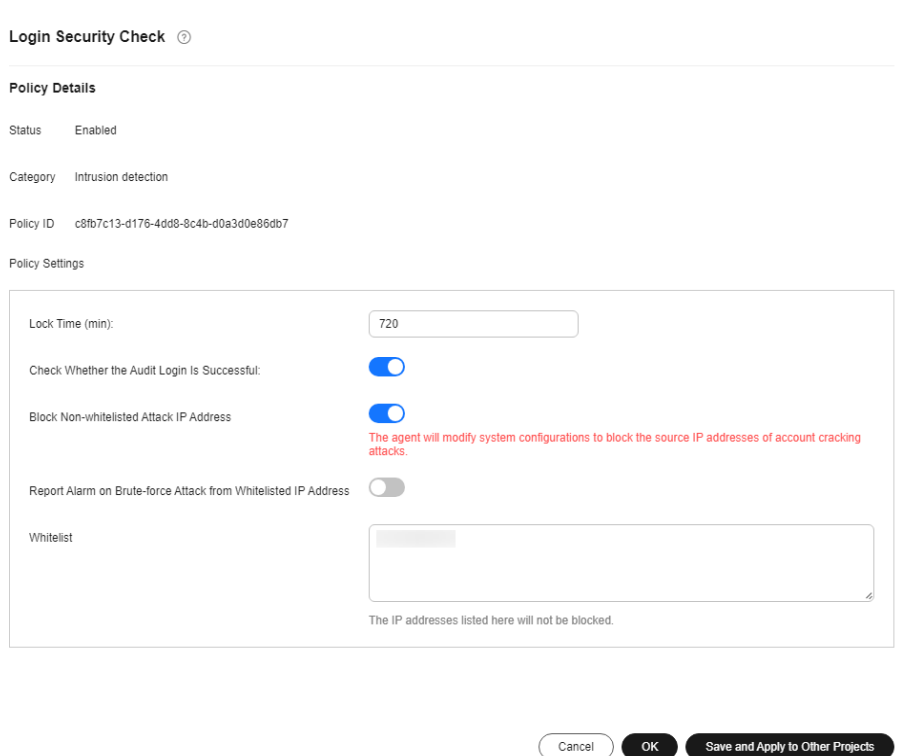 Login Security Check ?
Policy Details
Status Enabled
Category Intrusion detection
Policy ID c8fb7c13-d176-4dd8-8c4b-d0a3d0e86db7
Policy Settings
Lock Time (min): 720
Check Whether the Audit Login Is Successful:
Block Non-whitelisted Attack IP Address
The agent will modify system configurations to block the source IP addresses of account cracking
attacks.
Report Alarm on Brute-force Attack from Whitelisted IP Address
Whitelist
The IP addresses listed here will not be blocked.
Cancel OK Save and Apply to Other Projects